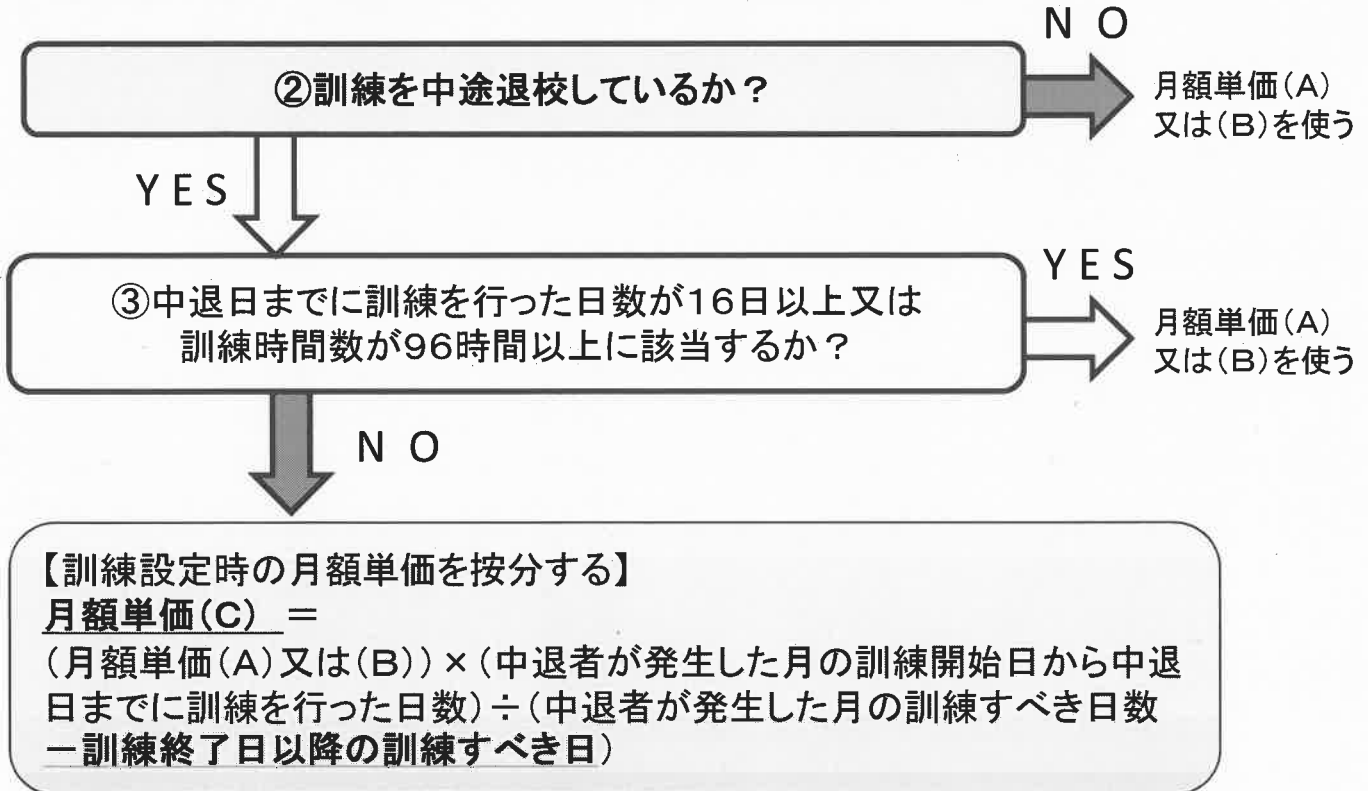 NO
②訓練を中途退校しているか?
月額単価(A)
又は(B)を使う
YES
③中退日までに訓練を行った日数が16日以上又は
訓練時間数が96時間以上に該当するか?
YES
月額単価(A)
又は(B)を使う
NO
【訓練設定時の月額単価を按分する】
月額単価(C) =
(月額単価(A)又は(B))×(中退者が発生した月の訓練開始日から中退
日までに訓練を行った日数)÷(中退者が発生した月の訓練すべき日数
-訓練終了日以降の訓練すべき日)